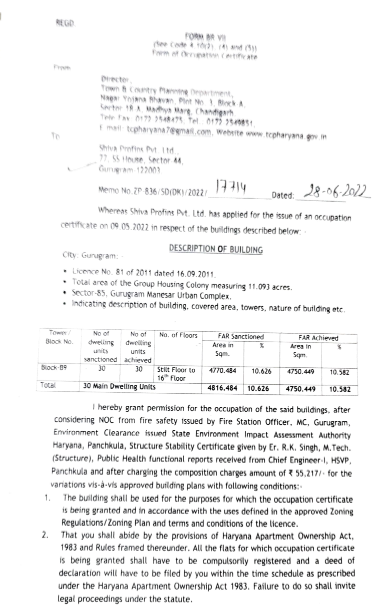 REGD
FORM BR VII
(See Code 4.10(2), (4) and (5))
Form of Occupation Certificate
From
Director,
Town & Country Planning Department,
Nagar Yojana Bhavan, Plot No. 3, Block A,
Sector 18 A, Madhya Marg, Chandigarh
Tele Fax: 0172 2548475, Tel.: 0172 2549851,
E mail: tcpharyana7@gmail.com, Website www.tcpharyana.gov.in
To
Shiva Profins Pvt. Ltd.,
77, SS House, Sector 44,
Gurugram 122003
Memo No.ZP-836/SD(DK)/2022/ 17714 Dated: 28-06-2022
Whereas Shiva Profins Pvt. Ltd. has applied for the issue of an occupation
certificate on 09.05.2022 in respect of the buildings described below: -
DESCRIPTION OF BUILDING
City: Gurugram: -
• Licence No. 81 of 2011 dated 16.09.2011.
• Total area of the Group Housing Colony measuring 11.093 acres.
• Sector-85, Gurugram Manesar Urban Complex.
• Indicating description of building, covered area, towers, nature of building etc.
Tower/ Block No. No of dwelling units sanctioned No of dwelling units achieved No. of Floors FAR Sanctioned FAR Achieved
Area in Sqm. % Area in Sqm. %
Block-B9 30 30 Stilt Floor to 16th Floor 4770.484 10.626 4750.449 10.582
Total 30 Main Dwelling Units 4816.484 10.626 4750.449 10.582
I hereby grant permission for the occupation of the said buildings, after
considering NOC from fire safety issued by Fire Station Officer, MC, Gurugram,
Environment Clearance issued State Environment Impact Assessment Authority
Haryana, Panchkula, Structure Stability Certificate given by Er. R.K. Singh, M.Tech.
(Structure), Public Health functional reports received from Chief Engineer-I, HSVP,
Panchkula and after charging the composition charges amount of ₹ 55,217/- for the
variations vis-à-vis approved building plans with following conditions:-
1. The building shall be used for the purposes for which the occupation certificate
is being granted and in accordance with the uses defined in the approved Zoning
Regulations/Zoning Plan and terms and conditions of the licence.
2. That you shall abide by the provisions of Haryana Apartment Ownership Act,
1983 and Rules framed thereunder. All the flats for which occupation certificate
is being granted shall have to be compulsorily registered and a deed of
declaration will have to be filed by you within the time schedule as prescribed
under the Haryana Apartment Ownership Act 1983. Failure to do so shall invite
legal proceedings under the statute.